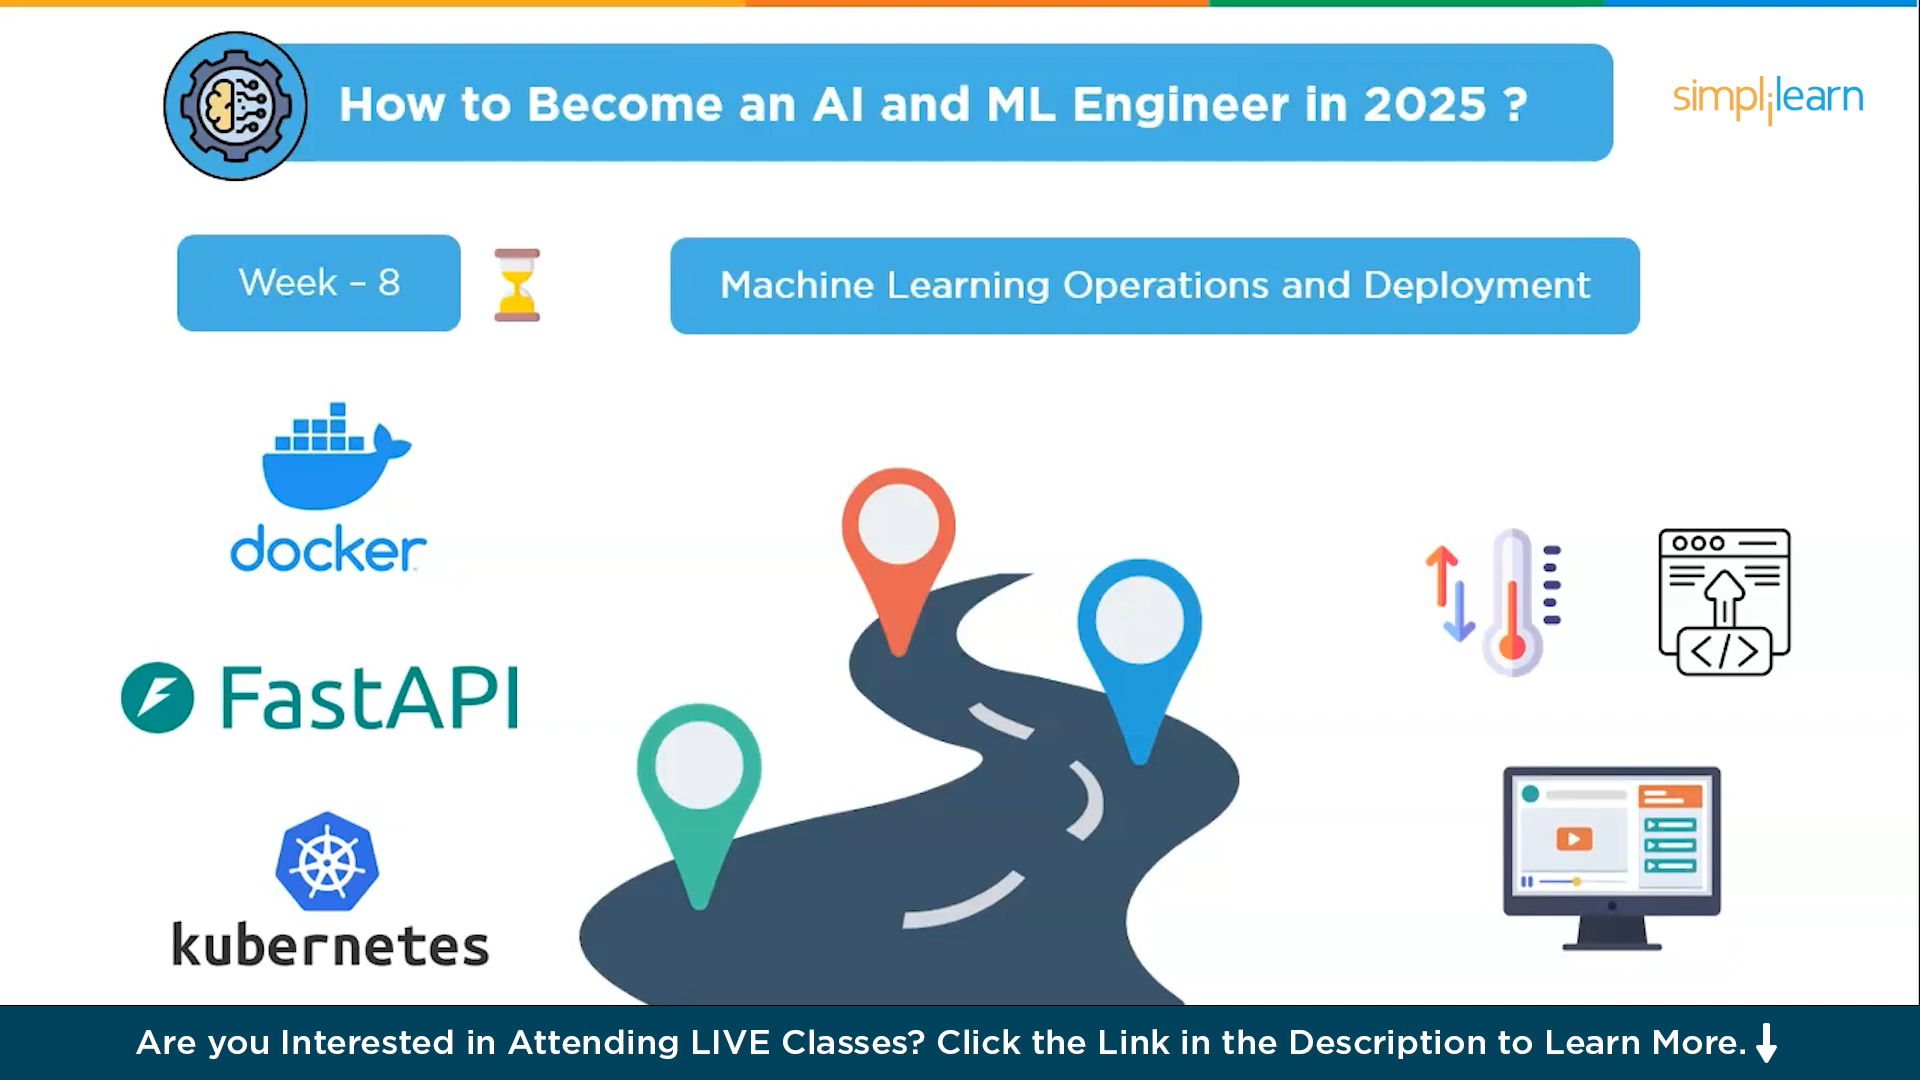 How to Become an AI and ML Engineer in 2025 ?
simplilearn
Week – 8
Machine Learning Operations and Deployment
docker
FastAPI
kubernetes
</>
Are you Interested in Attending LIVE Classes? Click the Link in the Description to Learn More.